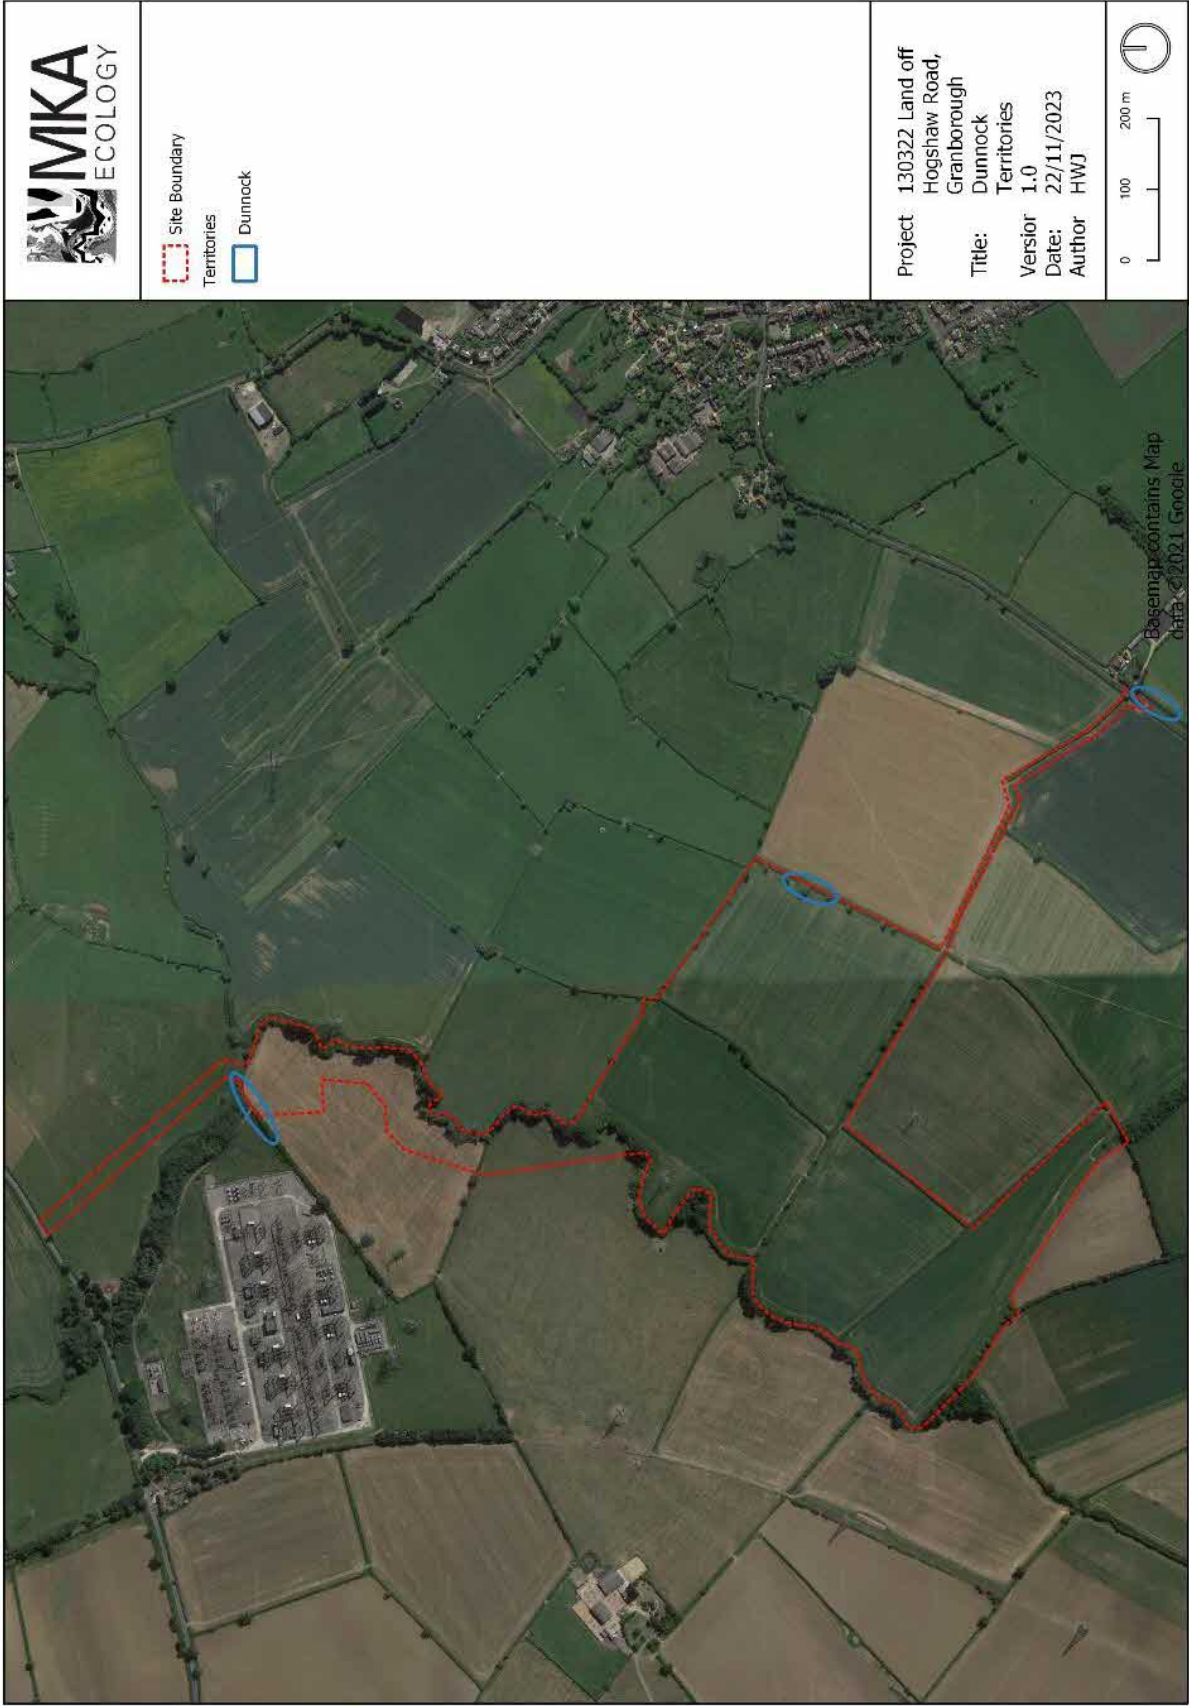 MKA
ECOLOGY
Site Boundary
Territories
Dunnock
Project 130322 Land off
Hogshaw Road,
Granborough
Title: Dunnock
Territories
Versior 1.0
Date: 22/11/2023
Author HWJ
0 100 200 m
Basemap contains Map
data ©2021 Google